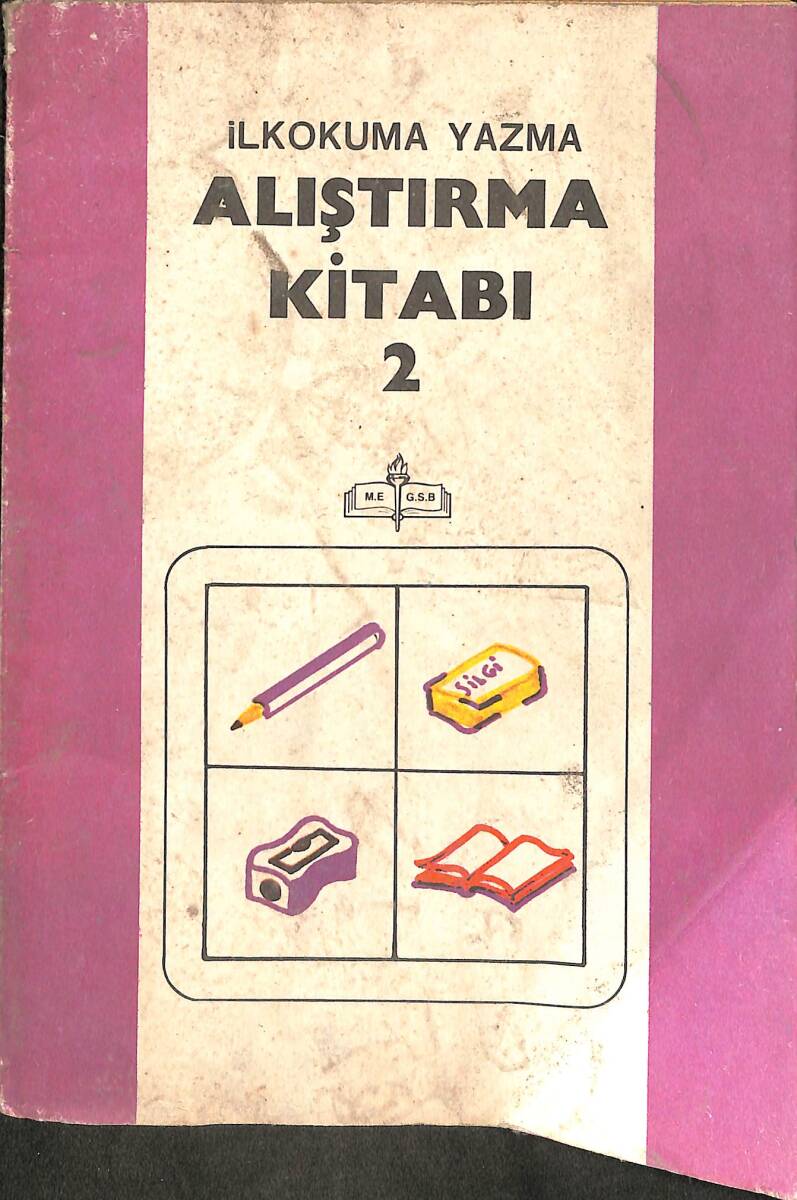 İLKOKUMA YAZMA
ALIŞTIRMA
KİTABI
2
M.E G.S.B
SİLGİ